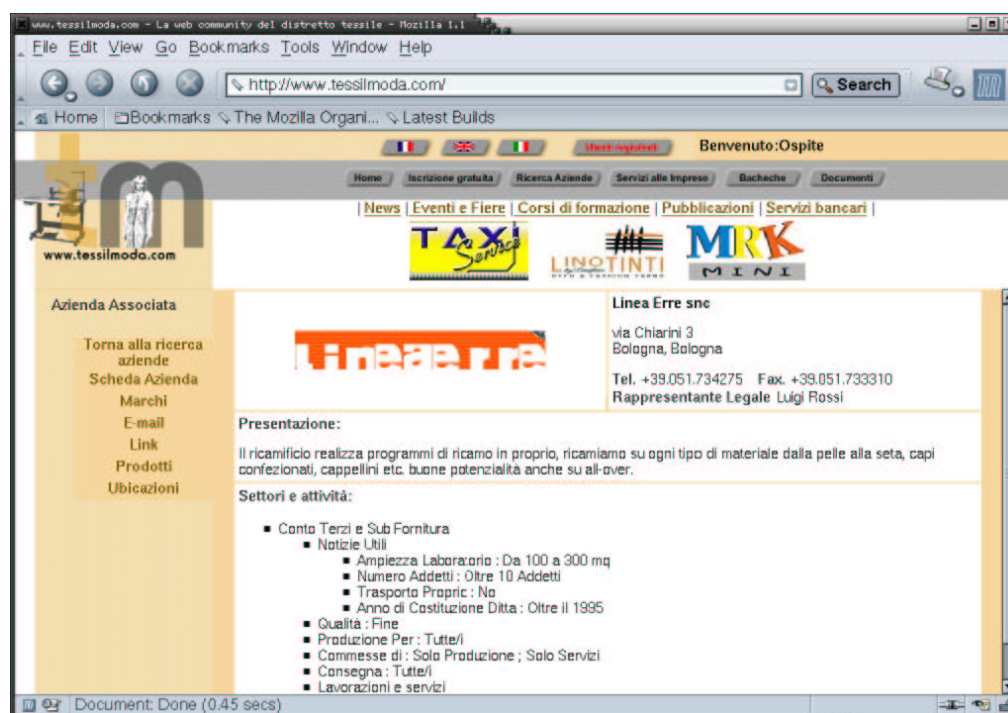 www.tessilmoda.com - La web community del distretto tessile - Mozilla 1.1
File Edit View Go Bookmarks Tools Window Help
http://www.tessilmoda.com/ Search
Home Bookmarks The Mozilla Organi... Latest Builds
Utenti registrati Benvenuto:Ospite
Home Iscrizione gratuita Ricerca Aziende Servizi alle Imprese Bacheche Documenti
| News | Eventi e Fiere | Corsi di formazione | Pubblicazioni | Servizi bancari |
tm
www.tessilmoda.com
TAXI Service
LINOTINTI
MRK MINI
Azienda Associata
Torna alla ricerca
aziende
Scheda Azienda
Marchi
E-mail
Link
Prodotti
Ubicazioni
Lineaerre
Linea Erre snc
via Chiarini 3
Bologna, Bologna
Tel. +39.051.734275 Fax. +39.051.733310
Rappresentante Legale Luigi Rossi
Presentazione:
Il ricamificio realizza programmi di ricamo in proprio, ricamiamo su ogni tipo di materiale dalla pelle alla seta, capi
confezionati, cappellini etc. buone potenzialità anche su all-over.
Settori e attività:
Conto Terzi e Sub Fornitura
Notizie Utili
Ampiezza Laboratorio : Da 100 a 300 mq
Numero Addetti : Oltre 10 Addetti
Trasporto Proprio : No
Anno di Costituzione Ditta : Oltre il 1995
Qualità : Fine
Produzione Per : Tutte/i
Commesse di : Solo Produzione ; Solo Servizi
Consegna : Tutte/i
Lavorazioni e servizi
Document: Done (0.45 secs)